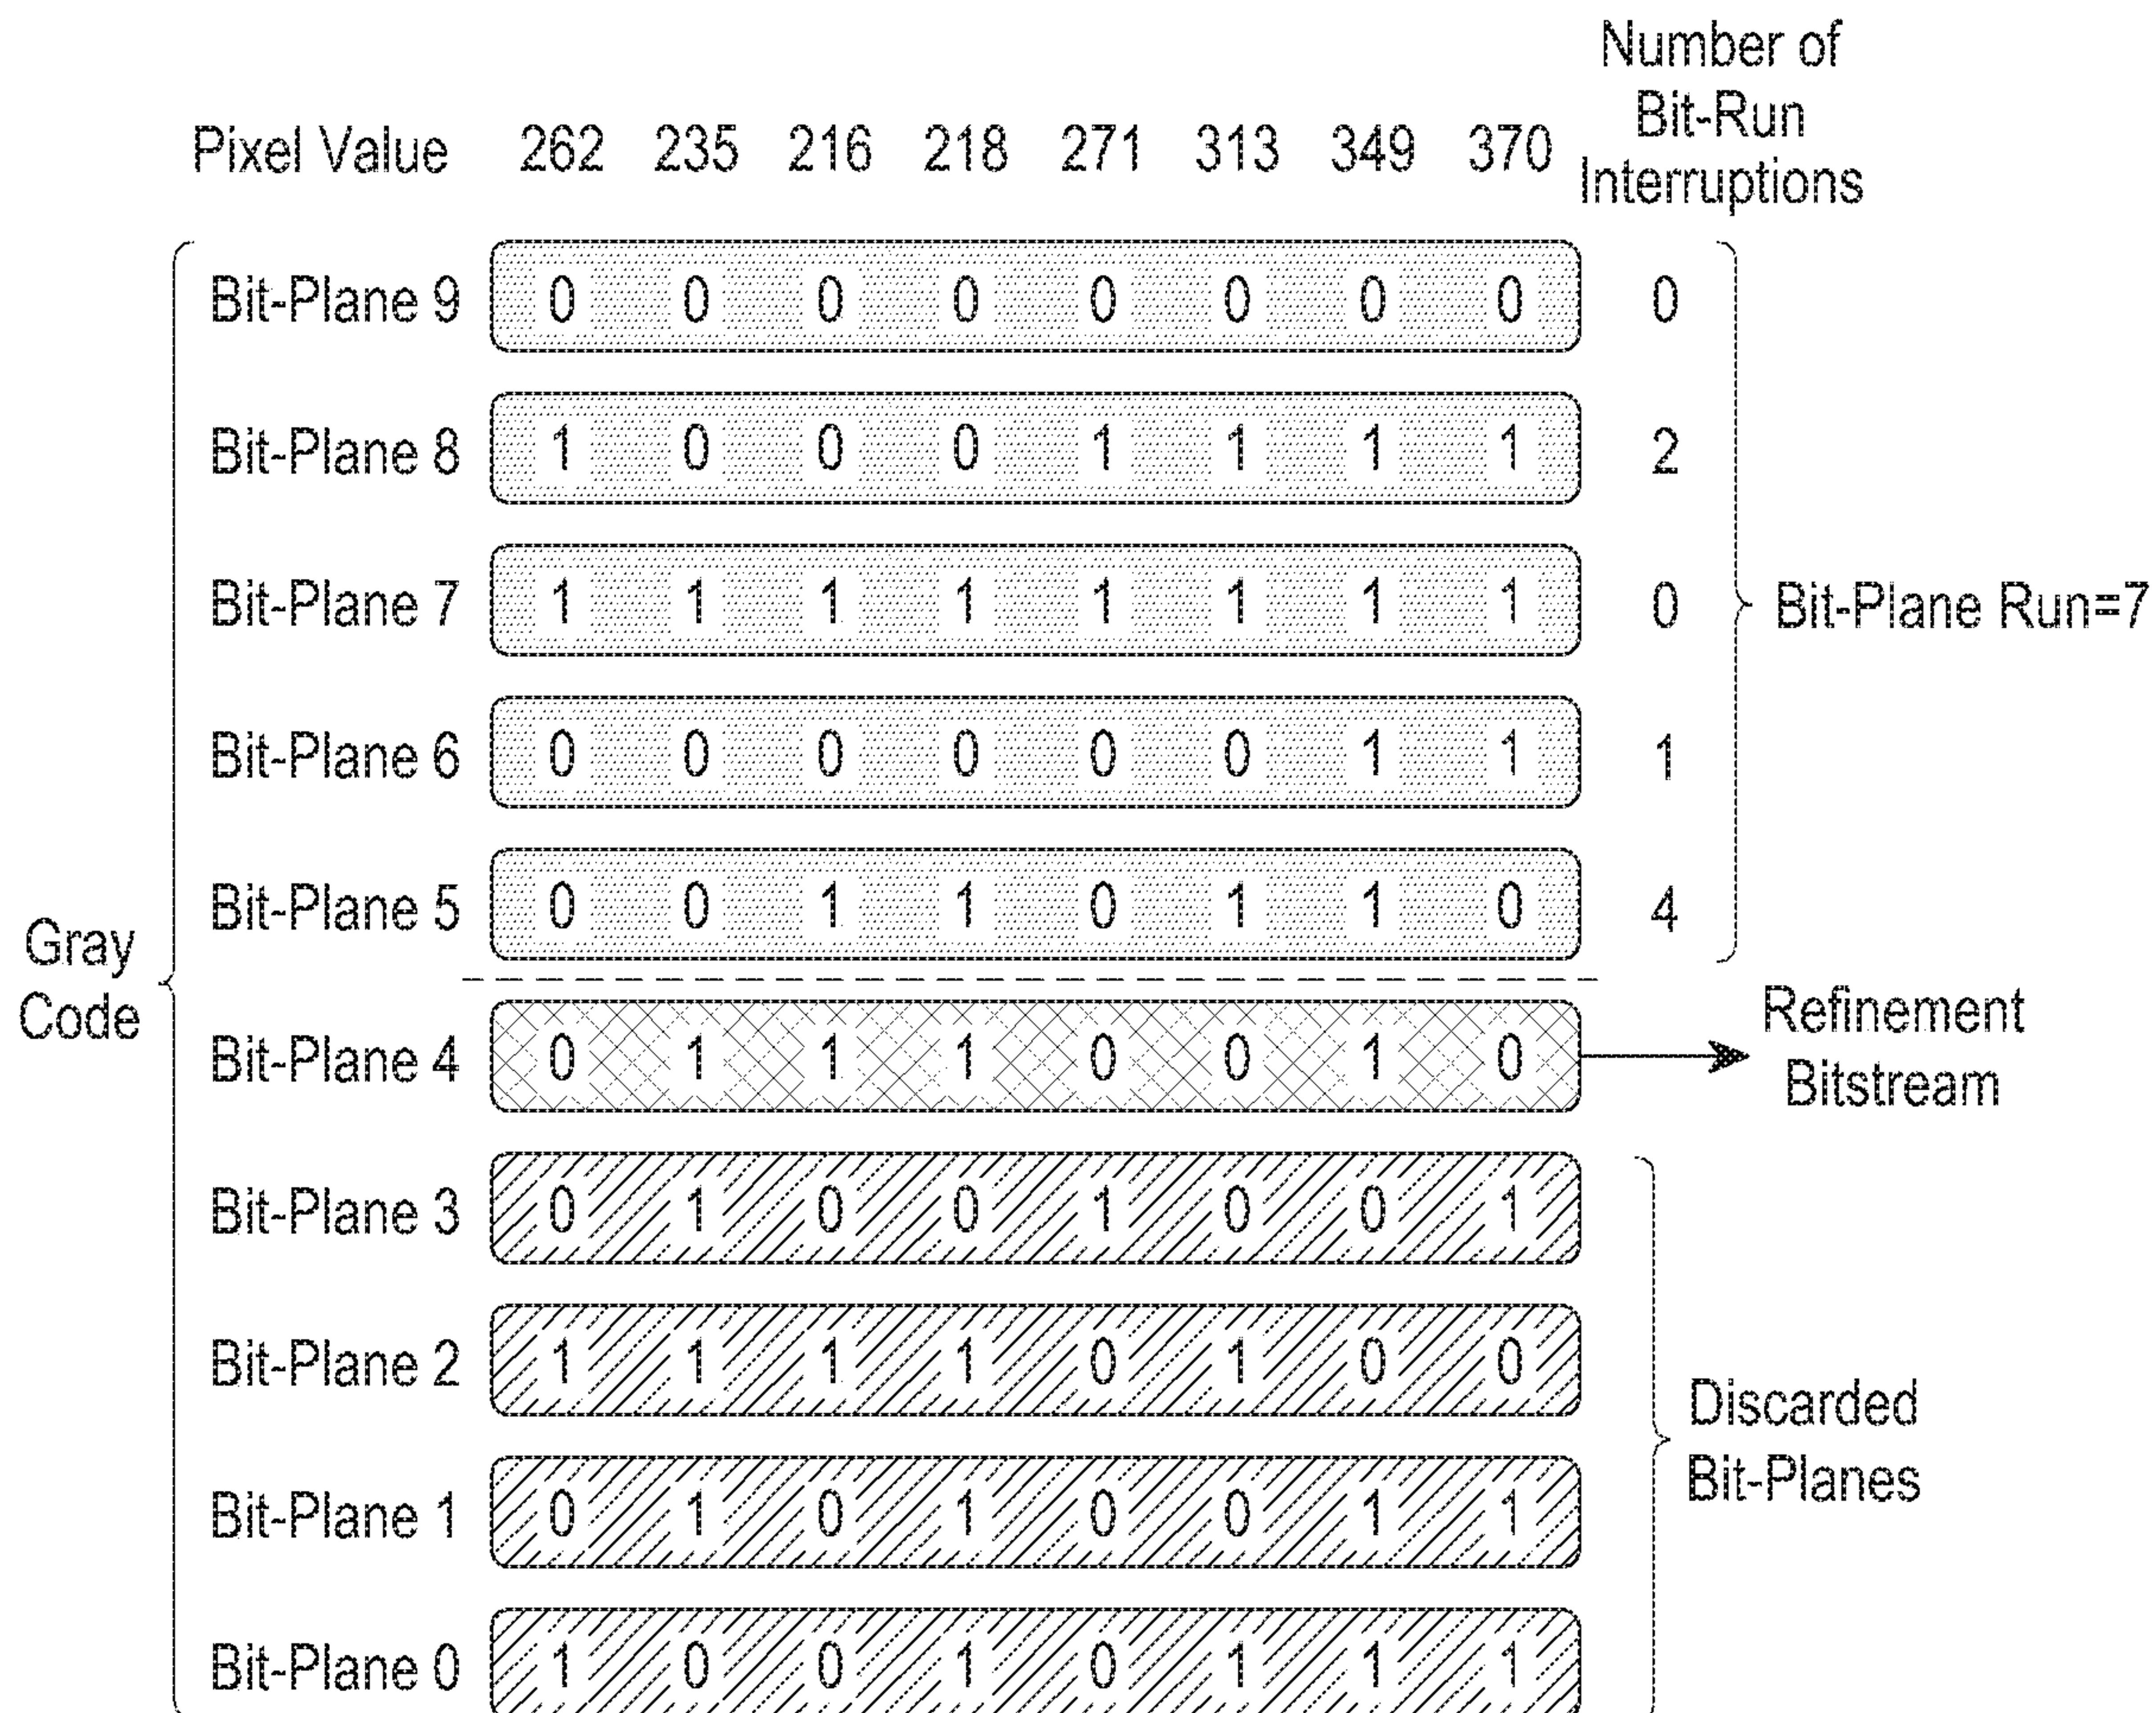 Number of
Bit-Run
Interruptions
Pixel Value 262 235 216 218 271 313 349 370
Bit-Plane 9 0 0 0 0 0 0 0 0 0
Bit-Plane 8 1 0 0 0 1 1 1 1 2
Bit-Plane 7 1 1 1 1 1 1 1 1 0
Bit-Plane Run=7
Bit-Plane 6 0 0 0 0 0 0 1 1 1
Bit-Plane 5 0 0 1 1 0 1 1 0 4
Gray
Code
Bit-Plane 4 0 1 1 1 0 0 1 0
Refinement
Bitstream
Bit-Plane 3 0 1 0 0 1 0 0 1
Bit-Plane 2 1 1 1 1 0 1 0 0
Discarded
Bit-Planes
Bit-Plane 1 0 1 0 1 0 0 1 1
Bit-Plane 0 1 0 0 1 0 1 1 1